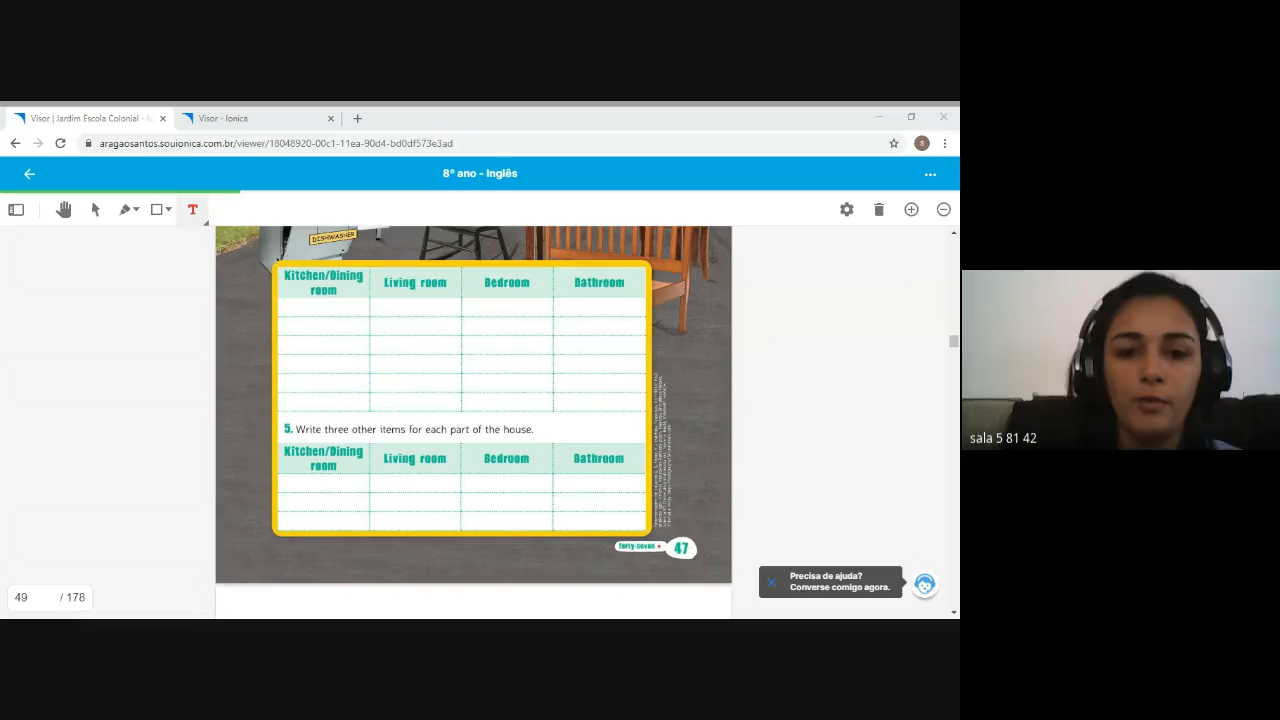 Visor | Jardim Escola Colonial - Io
Visor - Ionica
aragaosantos.souionica.com.br/viewer/18048920-00c1-11ea-90d4-bd0df573e3ad
S
8º ano - Inglês
T
DISHWASHER
Kitchen/Dining room
Living room
Bedroom
Bathroom
5. Write three other items for each part of the house.
Kitchen/Dining room
Living room
Bedroom
Bathroom
forty-seven • 47
49 / 178
Precisa de ajuda?
Converse comigo agora.
sala 5 81 42